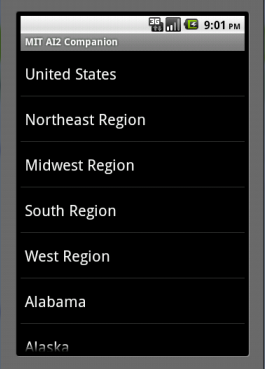 3G 9:01 PM
MIT AI2 Companion
United States
Northeast Region
Midwest Region
South Region
West Region
Alabama
Alaska